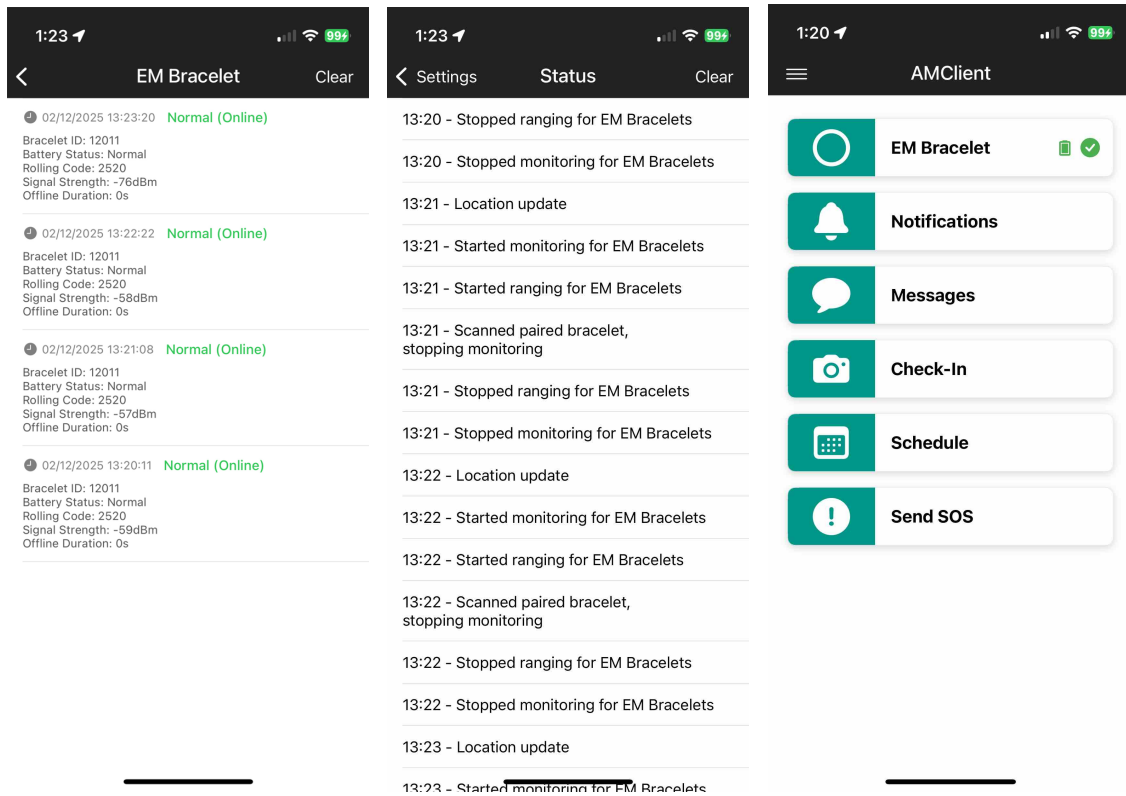 1:23
99
EM Bracelet
Clear
02/12/2025 13:23:20 Normal (Online)
Bracelet ID: 12011
Battery Status: Normal
Rolling Code: 2520
Signal Strength: -76dBm
Offline Duration: 0s
02/12/2025 13:22:22 Normal (Online)
Bracelet ID: 12011
Battery Status: Normal
Rolling Code: 2520
Signal Strength: -58dBm
Offline Duration: 0s
02/12/2025 13:21:08 Normal (Online)
Bracelet ID: 12011
Battery Status: Normal
Rolling Code: 2520
Signal Strength: -57dBm
Offline Duration: 0s
02/12/2025 13:20:11 Normal (Online)
Bracelet ID: 12011
Battery Status: Normal
Rolling Code: 2520
Signal Strength: -59dBm
Offline Duration: 0s
1:23
99
Settings
Status
Clear
13:20 - Stopped ranging for EM Bracelets
13:20 - Stopped monitoring for EM Bracelets
13:21 - Location update
13:21 - Started monitoring for EM Bracelets
13:21 - Started ranging for EM Bracelets
13:21 - Scanned paired bracelet,
stopping monitoring
13:21 - Stopped ranging for EM Bracelets
13:21 - Stopped monitoring for EM Bracelets
13:22 - Location update
13:22 - Started monitoring for EM Bracelets
13:22 - Started ranging for EM Bracelets
13:22 - Scanned paired bracelet,
stopping monitoring
13:22 - Stopped ranging for EM Bracelets
13:22 - Stopped monitoring for EM Bracelets
13:23 - Location update
13:23 - Started monitoring for EM Bracelets
1:20
99
AMClient
EM Bracelet
Notifications
Messages
Check-In
Schedule
Send SOS